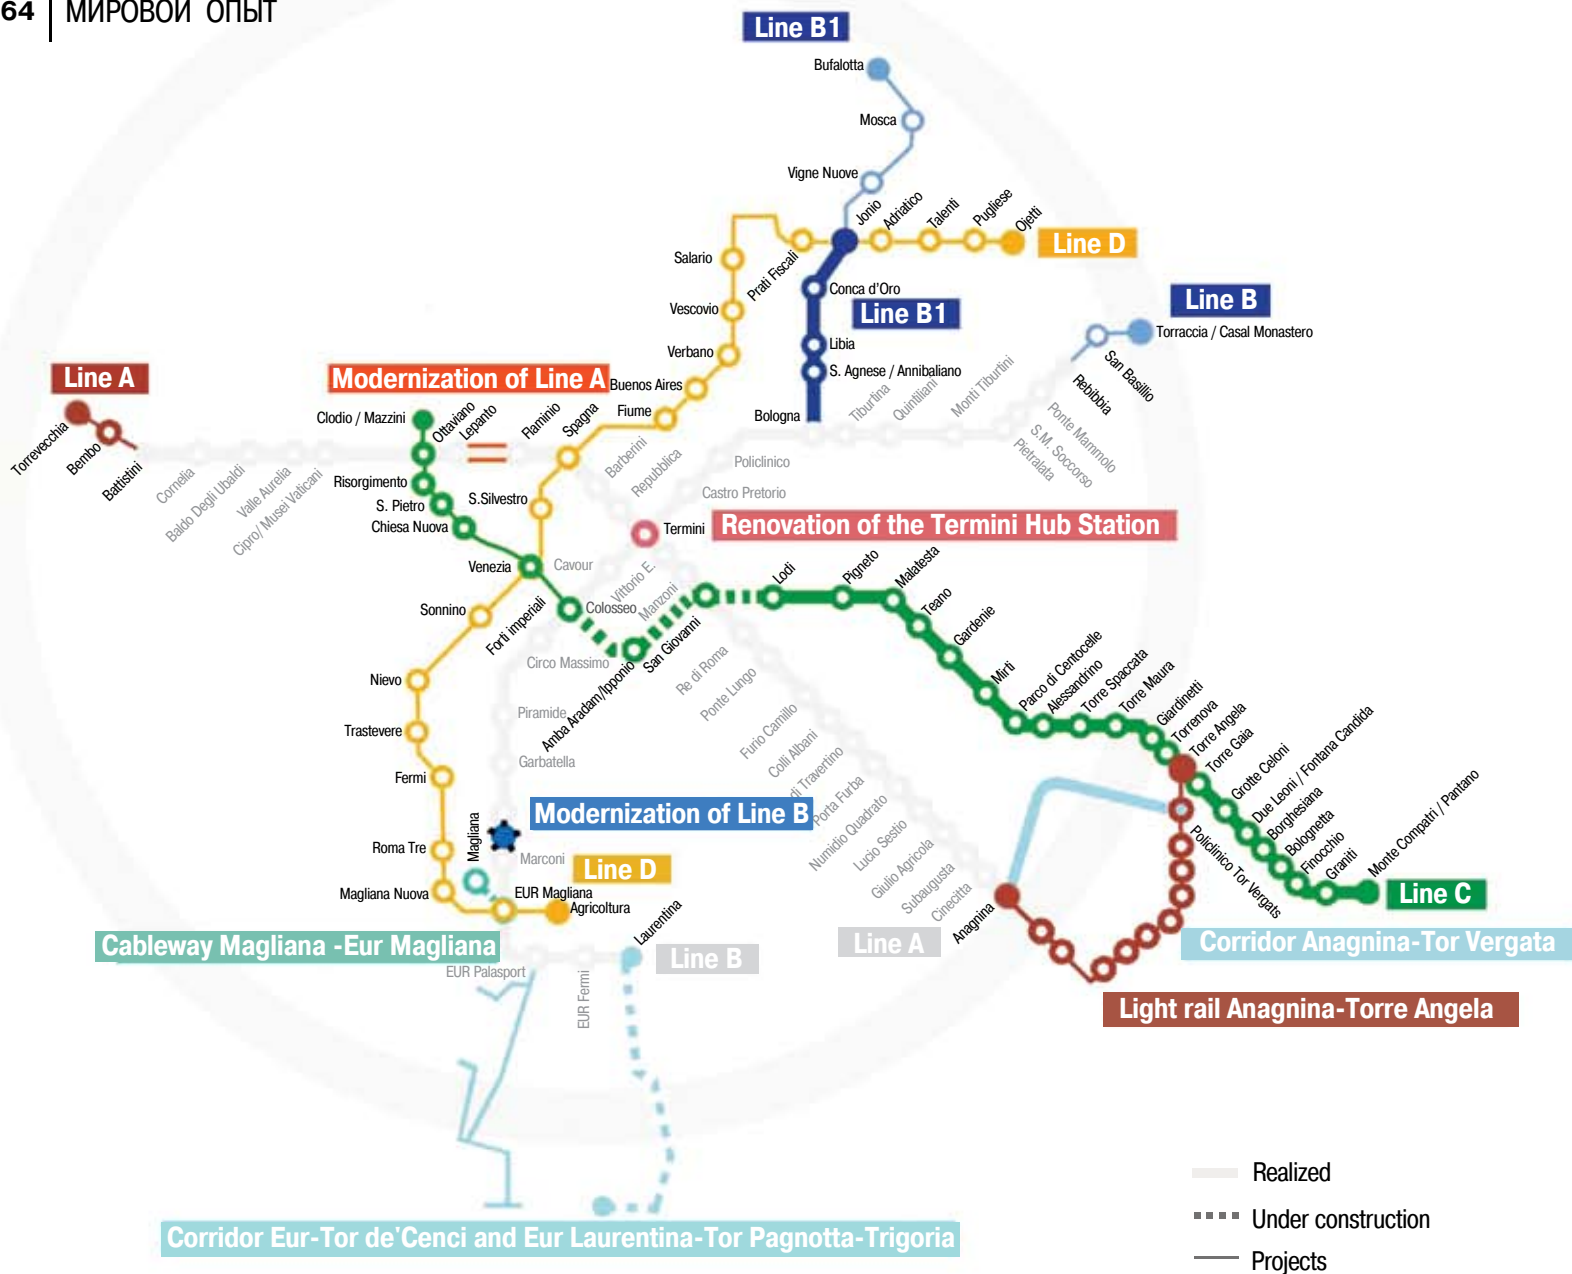 64 МИРОВОЙ ОПЫТ
Line B1
Bufalotta
Mosca
Vigne Nuove
Jonio
Adriatico
Talenti
Pugliese
Ojetti
Line D
Salario
Prati Fiscali
Conca d'Oro
Vescovio
Line B1
Line B
Torraccia / Casal Monastero
San Basilio
Rebibbia
Verbano
Libia
S. Agnese / Annibaliano
Line A
Modernization of Line A
Buenos Aires
Fiume
Bologna
Tiburtina
Quintiliani
Monti Tiburtini
Ponte Mammolo
S.M. Soccorso
Pietralata
Torrevecchia
Bembo
Battistini
Cornelia
Baldo Degli Ubaldi
Valle Aurelia
Cipro/ Musei Vaticani
Clodio / Mazzini
Ottaviano
Lepanto
Flaminio
Spagna
Barberini
Repubblica
Policlinico
Castro Pretorio
Risorgimento
S. Pietro
S.Silvestro
Chiesa Nuova
Termini
Renovation of the Termini Hub Station
Venezia
Cavour
Vittorio E.
Manzoni
Lodi
Pigneto
Malatesta
Teano
Gardenie
Mirti
Parco di Centocelle
Alessandrino
Torre Spaccata
Torre Maura
Giardinetti
Torrenova
Torre Angela
Torre Gaia
Grotte Celoni
Due Leoni / Fontana Candida
Borghesiana
Bolognetta
Finocchio
Graniti
Monte Compatri / Pantano
Line C
Sonnino
Forti imperiali
Colosseo
Circo Massimo
Amba Aradam/Ipponio
San Giovanni
Re di Roma
Ponte Lungo
Furio Camillo
Colli Albani
di Travertino
Porta Furba
Numidio Quadrato
Lucio Sestio
Giulio Agricola
Subaugusta
Cinecitta
Anagnina
Line A
Nievo
Piramide
Trastevere
Garbatella
Fermi
Modernization of Line B
Magliana
Roma Tre
Marconi
Line D
Magliana Nuova
EUR Magliana
Agricoltura
Policlinico Tor Vergats
Cableway Magliana -Eur Magliana
Laurentina
Line B
EUR Palasport
EUR Fermi
Corridor Anagnina-Tor Vergata
Light rail Anagnina-Torre Angela
Corridor Eur-Tor de'Cenci and Eur Laurentina-Tor Pagnotta-Trigoria
Realized
Under construction
Projects